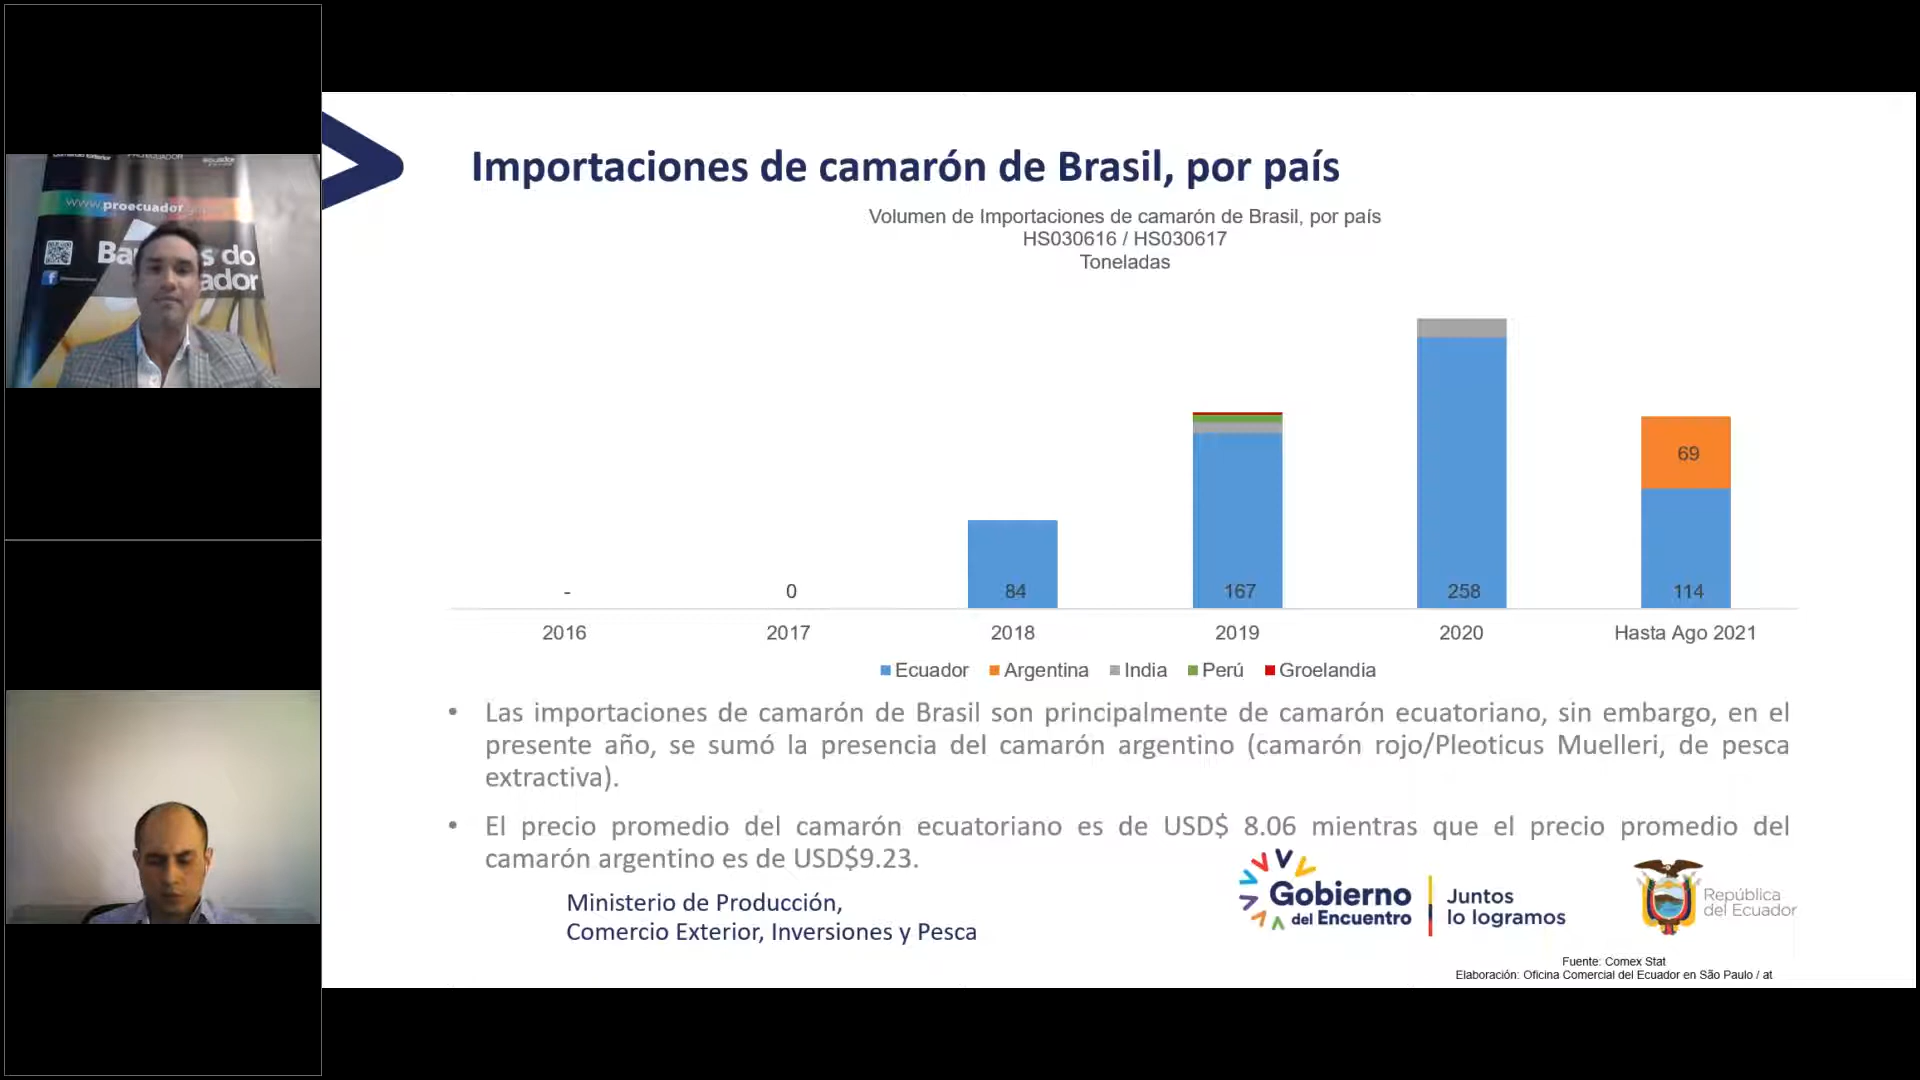 www.proecuador
s do
ador
Importaciones de camarón de Brasil, por país
Volumen de Importaciones de camarón de Brasil, por país
HS030616 / HS030617
Toneladas
69
- 0 84 167 258 114
2016 2017 2018 2019 2020 Hasta Ago 2021
Ecuador Argentina India Perú Groelandia
• Las importaciones de camarón de Brasil son principalmente de camarón ecuatoriano, sin embargo, en el
presente año, se sumó la presencia del camarón argentino (camarón rojo/Pleoticus Muelleri, de pesca
extractiva).
• El precio promedio del camarón ecuatoriano es de USD$ 8.06 mientras que el precio promedio del
camarón argentino es de USD$9.23.
Ministerio de Producción,
Comercio Exterior, Inversiones y Pesca
Gobierno
del Encuentro
Juntos
lo logramos
República
del Ecuador
Fuente: Comex Stat
Elaboración: Oficina Comercial del Ecuador en São Paulo / at